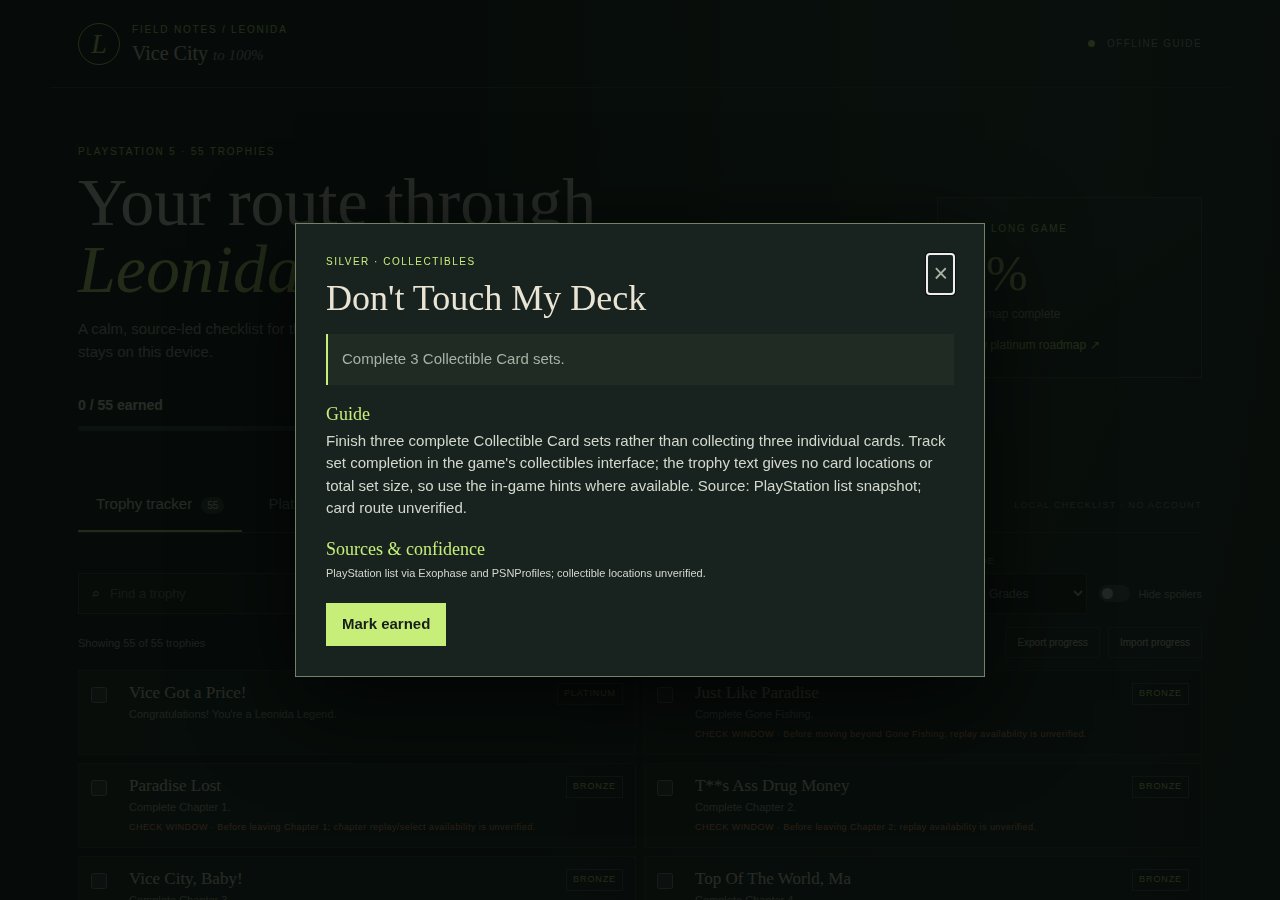 L
FIELD NOTES / LEONIDA
Vice City to 100%
OFFLINE GUIDE
PLAYSTATION 5 · 55 TROPHIES
Your route through
Leonida
A calm, source-led checklist for t
stays on this device.
0 / 55 earned
LONG GAME
%
map complete
platinum roadmap ↗
SILVER · COLLECTIBLES
Don't Touch My Deck
×
Complete 3 Collectible Card sets.
Guide
Finish three complete Collectible Card sets rather than collecting three individual cards. Track
set completion in the game's collectibles interface; the trophy text gives no card locations or
total set size, so use the in-game hints where available. Source: PlayStation list snapshot;
card route unverified.
Sources & confidence
PlayStation list via Exophase and PSNProfiles; collectible locations unverified.
Mark earned
Trophy tracker 55
Plat
LOCAL CHECKLIST · NO ACCOUNT
Find a trophy
Grades
Hide spoilers
Showing 55 of 55 trophies
Export progress
Import progress
Vice Got a Price!
PLATINUM
Congratulations! You're a Leonida Legend.
Just Like Paradise
BRONZE
Complete Gone Fishing.
CHECK WINDOW · Before moving beyond Gone Fishing; replay availability is unverified.
Paradise Lost
BRONZE
Complete Chapter 1.
CHECK WINDOW · Before leaving Chapter 1; chapter replay/select availability is unverified.
T**s Ass Drug Money
BRONZE
Complete Chapter 2.
CHECK WINDOW · Before leaving Chapter 2; replay availability is unverified.
Vice City, Baby!
BRONZE
Top Of The World, Ma
BRONZE